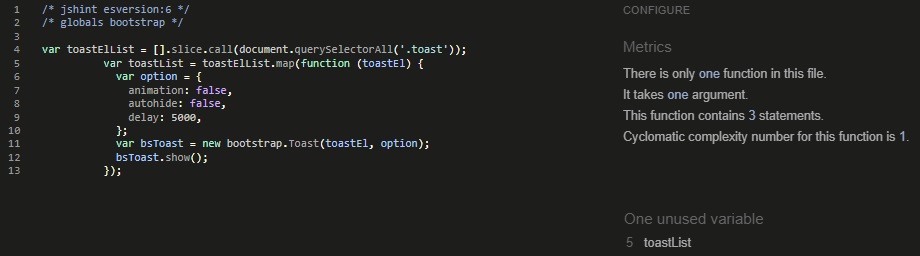 1 /* jshint esversion:6 */
2 /* globals bootstrap */
3
4 var toastElList = [].slice.call(document.querySelectorAll('.toast'));
5 var toastList = toastElList.map(function (toastEl) {
6 var option = {
7 animation: false,
8 autohide: false,
9 delay: 5000,
10 };
11 var bsToast = new bootstrap.Toast(toastEl, option);
12 bsToast.show();
13 });
CONFIGURE
Metrics
There is only one function in this file.
It takes one argument.
This function contains 3 statements.
Cyclomatic complexity number for this function is 1.
One unused variable
5 toastList